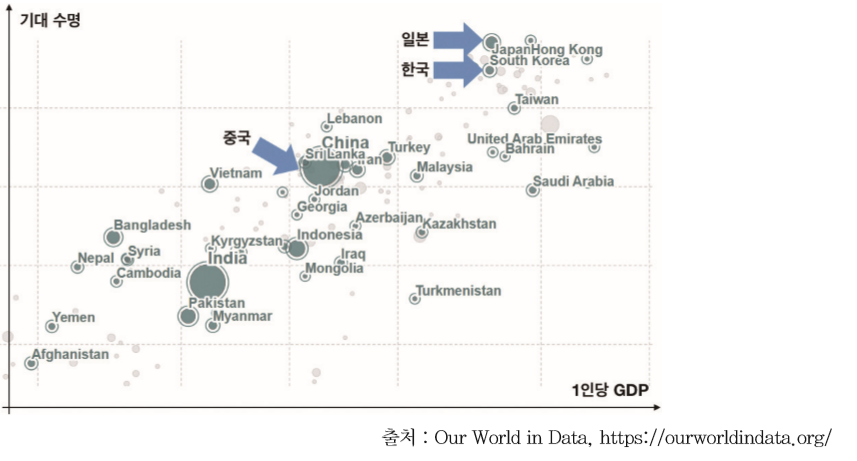 기대 수명
일본
JapanHong Kong
South Korea
한국
Taiwan
Lebanon
중국
China
United Arab Emirates
Turkey
Bahrain
Sri Lanka
Iran
Malaysia
Vietnam
Saudi Arabia
Jordan
Georgia
Azerbaijan
Kazakhstan
Bangladesh
Indonesia
Kyrgyzstan
Syria
Iraq
Nepal
India
Mongolia
Cambodia
Turkmenistan
Pakistan
Myanmar
Yemen
Afghanistan
1인당 GDP
출처 : Our World in Data, https://ourworldindata.org/